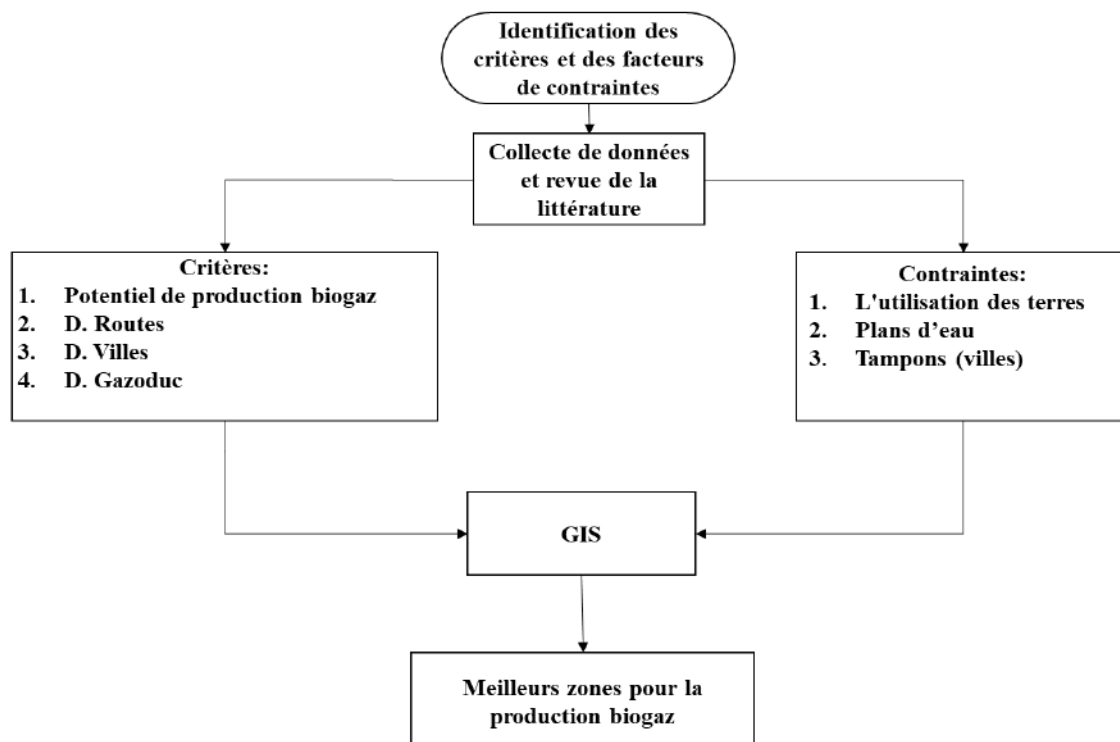 Identification des
critères et des facteurs
de contraintes
Collecte de données
et revue de la
littérature
Critères:
1. Potentiel de production biogaz
2. D. Routes
3. D. Villes
4. D. Gazoduc
Contraintes:
1. L'utilisation des terres
2. Plans d’eau
3. Tampons (villes)
GIS
Meilleurs zones pour la
production biogaz